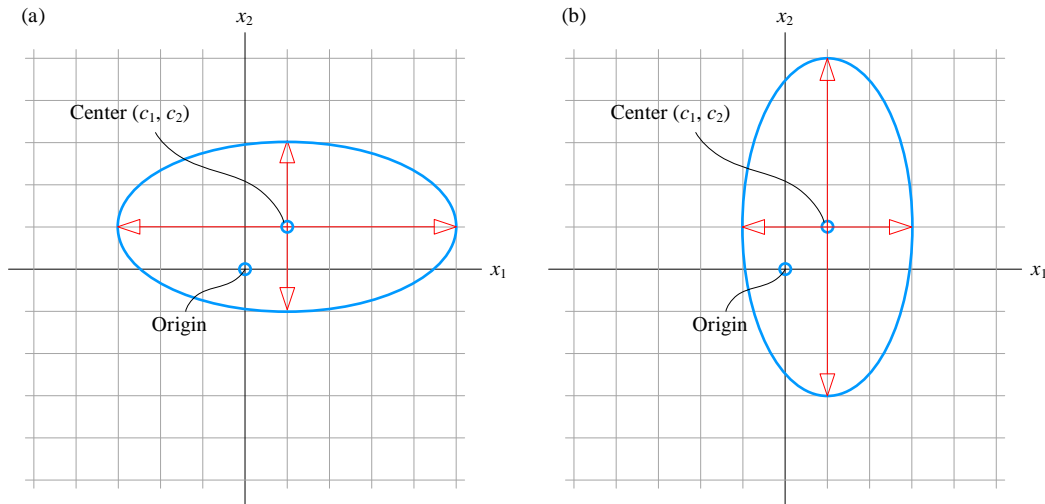 (a)
x₂
Center (c₁, c₂)
x₁
Origin
(b)
x₂
Center (c₁, c₂)
x₁
Origin